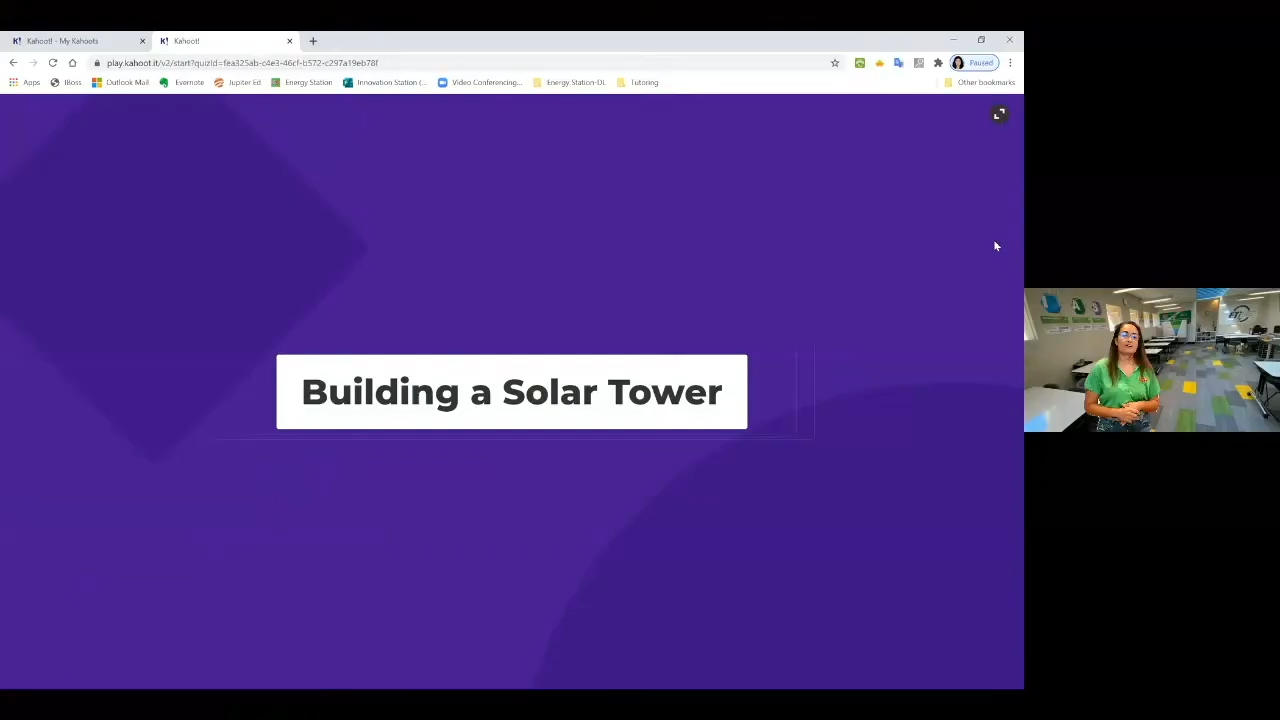 K! Kahoot! - My Kahoots
K! Kahoot!
play.kahoot.it/v2/start?quizId=fea325ab-c4e3-46cf-b572-c297a19eb78f
Paused
Apps
IBoss
Outlook Mail
Evernote
Jupiter Ed
Energy Station
Innovation Station (...
Video Conferencing...
Energy Station-DL
Tutoring
Other bookmarks
Building a Solar Tower